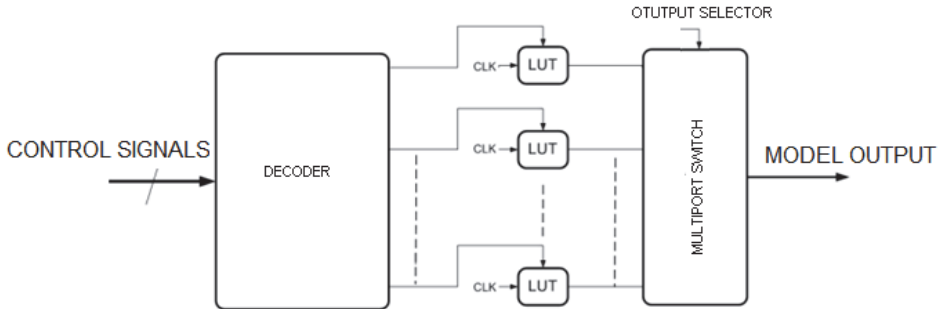 OTUTPUT SELECTOR
CLK
LUT
CONTROL SIGNALS
DECODER
CLK
LUT
MULTIPORT SWITCH
MODEL OUTPUT
CLK
LUT